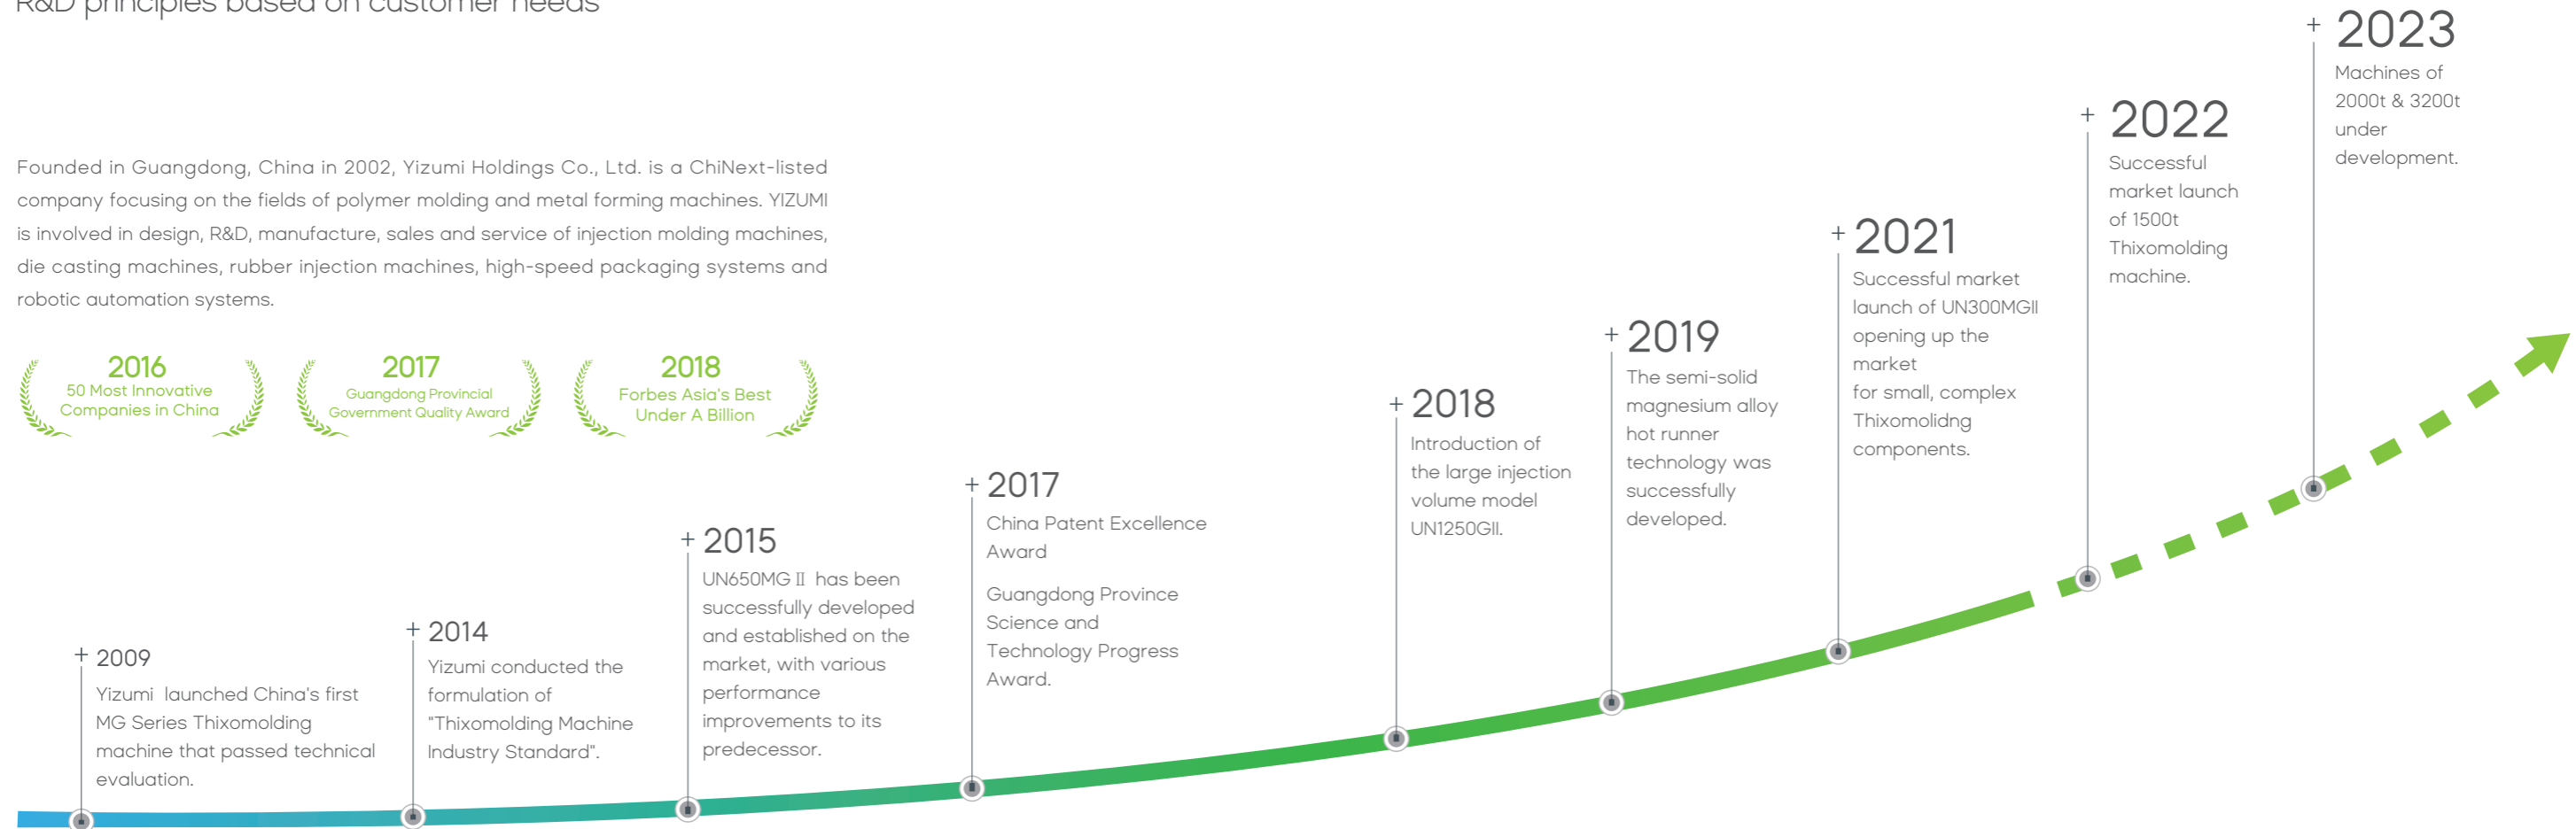 R&D principles based on customer needs
Founded in Guangdong, China in 2002, Yizumi Holdings Co., Ltd. is a ChiNext-listed
company focusing on the fields of polymer molding and metal forming machines. YIZUMI
is involved in design, R&D, manufacture, sales and service of injection molding machines,
die casting machines, rubber injection machines, high-speed packaging systems and
robotic automation systems.
2016
50 Most Innovative
Companies in China
2017
Guangdong Provincial
Government Quality Award
2018
Forbes Asia's Best
Under A Billion
+ 2009
Yizumi launched China's first
MG Series Thixomolding
machine that passed technical
evaluation.
+ 2014
Yizumi conducted the
formulation of
"Thixomolding Machine
Industry Standard".
+ 2015
UN650MG II has been
successfully developed
and established on the
market, with various
performance
improvements to its
predecessor.
+ 2017
China Patent Excellence
Award
Guangdong Province
Science and
Technology Progress
Award.
+ 2018
Introduction of
the large injection
volume model
UN1250GII.
+ 2019
The semi-solid
magnesium alloy
hot runner
technology was
successfully
developed.
+ 2021
Successful market
launch of UN300MGII
opening up the
market
for small, complex
Thixomolidng
components.
+ 2022
Successful
market launch
of 1500t
Thixomolding
machine.
+ 2023
Machines of
2000t & 3200t
under
development.